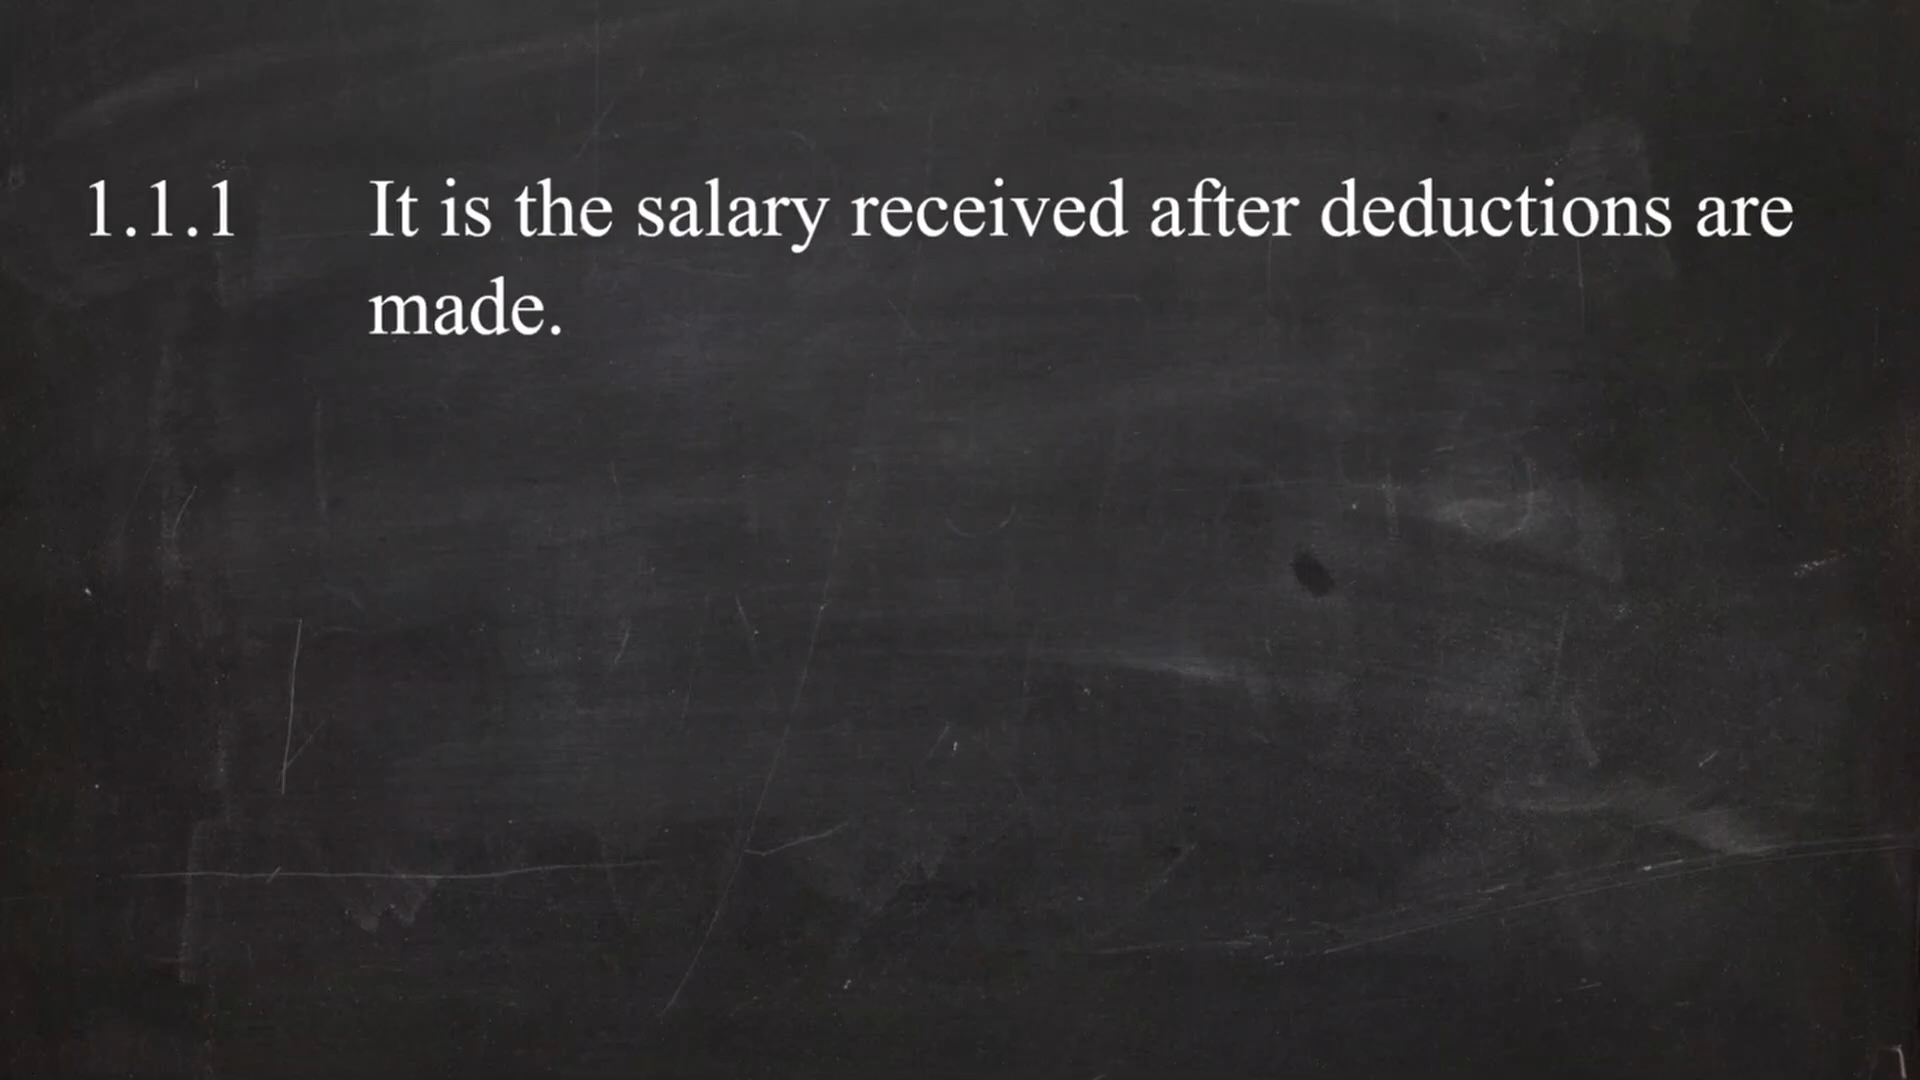 1.1.1 It is the salary received after deductions are
made.